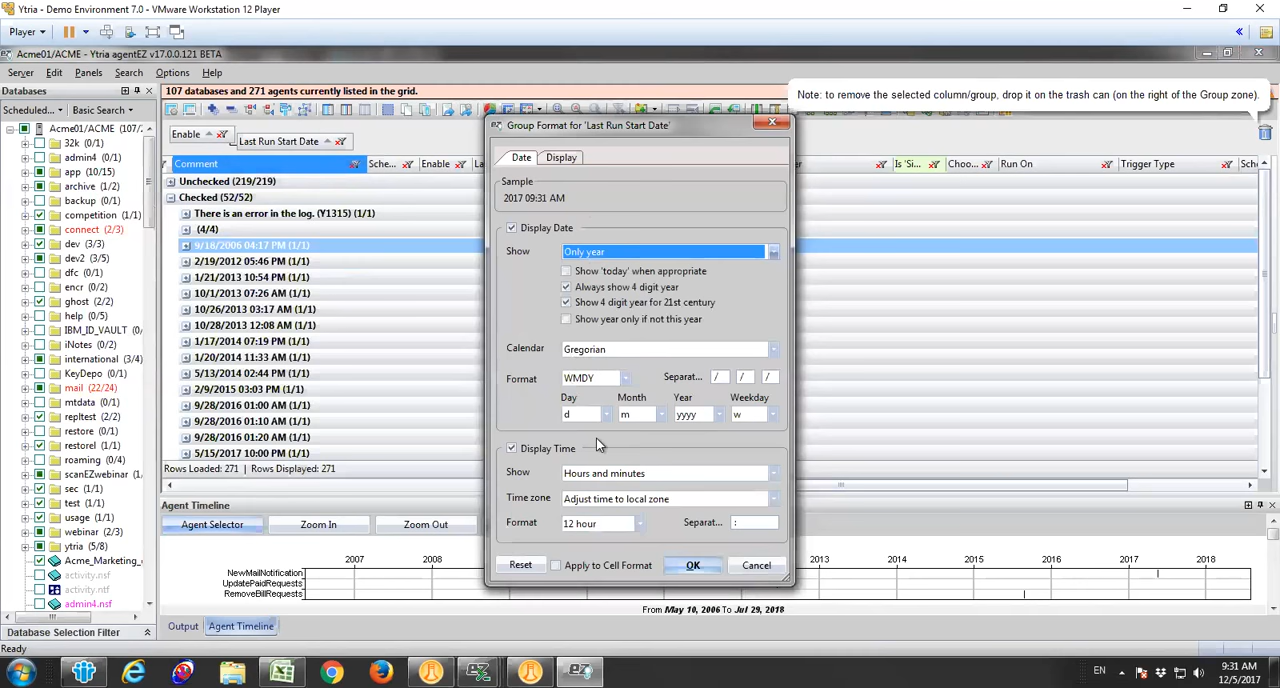 Ytria - Demo Environment 7.0 - VMware Workstation 12 Player
Player
Acme01/ACME - Ytria agentEZ v17.0.0.121 BETA
Server Edit Panels Search Options Help
Databases
107 databases and 271 agents currently listed in the grid.
Note: to remove the selected column/group, drop it on the trash can (on the right of the Group zone).
Scheduled... Basic Search
Acme01/ACME (107/
32k
admin4 (1/1)
app (10/15)
archive (1/2)
backup (1/1)
competition (1/1)
connect (2/3)
dev (3/3)
dev2 (3/5)
dfc (1/1)
encr (1/1)
ghost (2/2)
help (5/5)
IBM_ID_VAULT (1/1)
iNotes (1/1)
international (3/4)
KeyDepo (1/1)
mail (22/24)
mtdata (1/1)
repltest (2/2)
restorel (1/1)
roaming (4/4)
scanEZwebinar (1/1)
sec (1/1)
test (1/1)
usage (1/1)
webinar (1/1)
ytria (5/8)
Acme_Marketing_
activity.nsf
activity.ntf
admin4.nsf
Database Selection Filter
Enable
Last Run Start Date
Comment Sche... Enable Is 'Si... Choo... Run On Trigger Type
Unchecked (219/219)
Checked (52/52)
There is an error in the log. (Y1315) (1/1)
(4/4)
9/18/2006 04:17 PM (1/1)
2/19/2012 05:46 PM (1/1)
1/21/2013 10:54 PM (1/1)
10/1/2013 07:26 AM (1/1)
10/26/2013 03:17 AM (1/1)
10/28/2013 12:08 AM (1/1)
1/17/2014 07:19 PM (1/1)
1/20/2014 11:33 AM (1/1)
5/13/2014 02:44 PM (1/1)
2/9/2015 03:03 PM (1/1)
9/28/2016 01:00 AM (1/1)
9/28/2016 01:10 AM (1/1)
9/28/2016 01:20 AM (1/1)
5/15/2017 10:00 PM (1/1)
Rows Loaded: 271 | Rows Displayed: 271
Group Format for 'Last Run Start Date'
Date Display
Sample
2017 09:31 AM
Display Date
Show Only year
Show 'today' when appropriate
Always show 4 digit year
Show 4 digit year for 21st century
Show year only if not this year
Calendar Gregorian
Format WMDY Separat... / / /
Day Month Year Weekday
d m yyyy w
Display Time
Show Hours and minutes
Time zone Adjust time to local zone
Format 12 hour Separat... :
Reset Apply to Cell Format OK Cancel
Agent Timeline
Agent Selector Zoom In Zoom Out
2007 2008 2013 2014 2015 2016 2017 2018
NewMailNotification
UpdatePaidRequests
RemoveBillRequests
From May 10, 2006 To Jul 29, 2018
Output Agent Timeline
Ready
EN
9:31 AM
12/5/2017